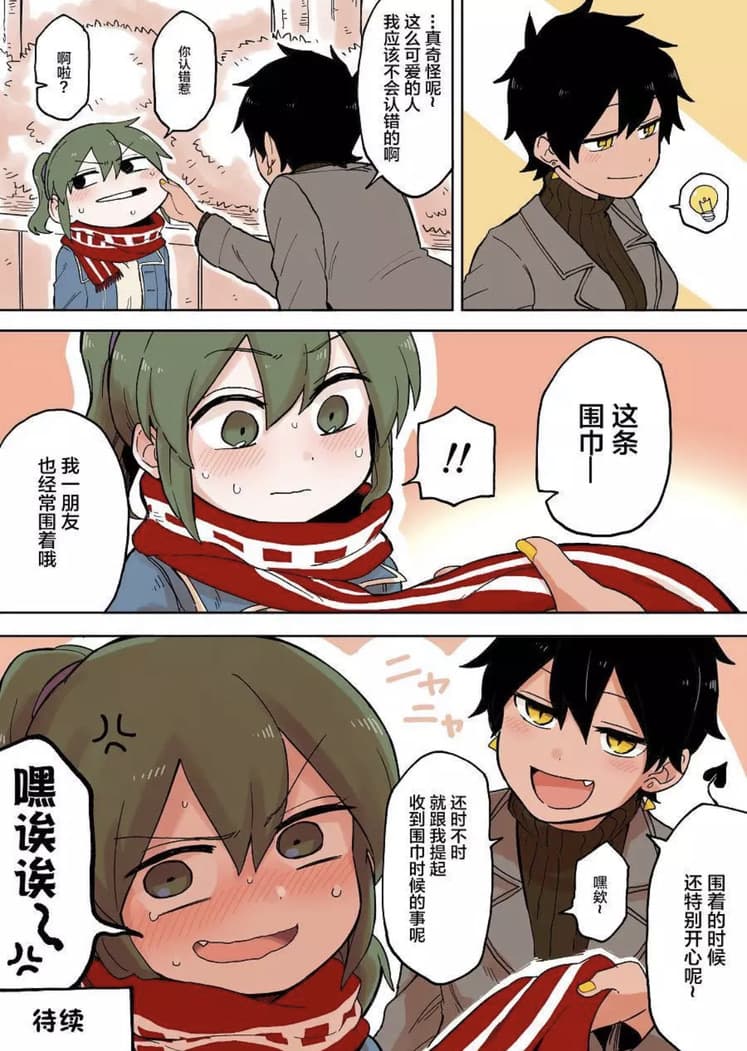 …真奇怪呢~
这么可爱的人
我应该不会认错的啊
你认错惹
啊啦？
这条
围巾—
!!
我一朋友
也经常围着哦
ニヤ
ニヤ
围着的时候
还特别开心呢~
嘿欸~
还时不时
就跟我提起
收到围巾时候的事呢
嘿诶诶~
待续